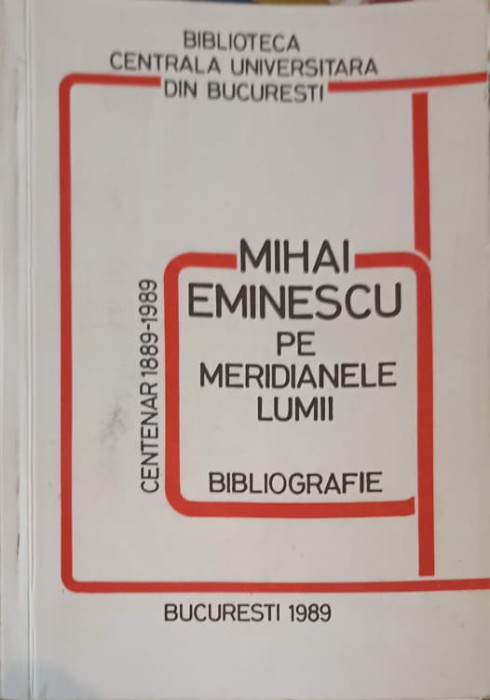 BIBLIOTECA
CENTRALA UNIVERSITARA
DIN BUCURESTI
MIHAI
EMINESCU
PE
MERIDIANELE
LUMII
BIBLIOGRAFIE
CENTENAR 1889-1989
BUCURESTI 1989